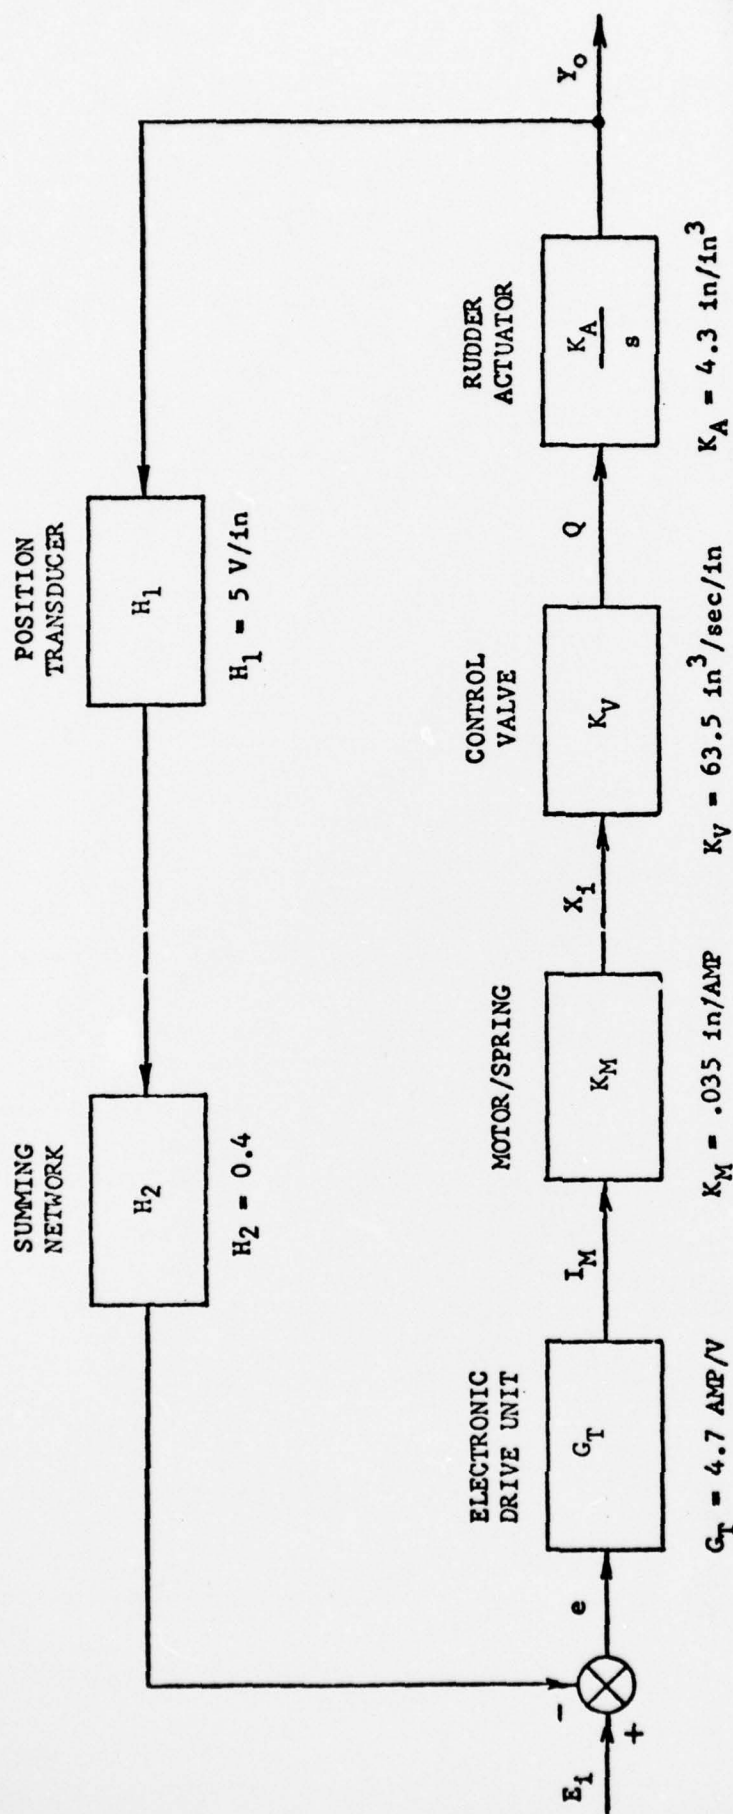 SUMMING
NETWORK
H2
H2 = 0.4
POSITION
TRANSDUCER
H1
H1 = 5 V/in
Ei
+
-
e
ELECTRONIC
DRIVE UNIT
GT
GT = 4.7 AMP/V
IM
MOTOR/SPRING
KM
KM = .035 in/AMP
Xi
CONTROL
VALVE
KV
KV = 63.5 in³/sec/in
Q
RUDDER
ACTUATOR
KA
s
KA = 4.3 in/in³
Yo